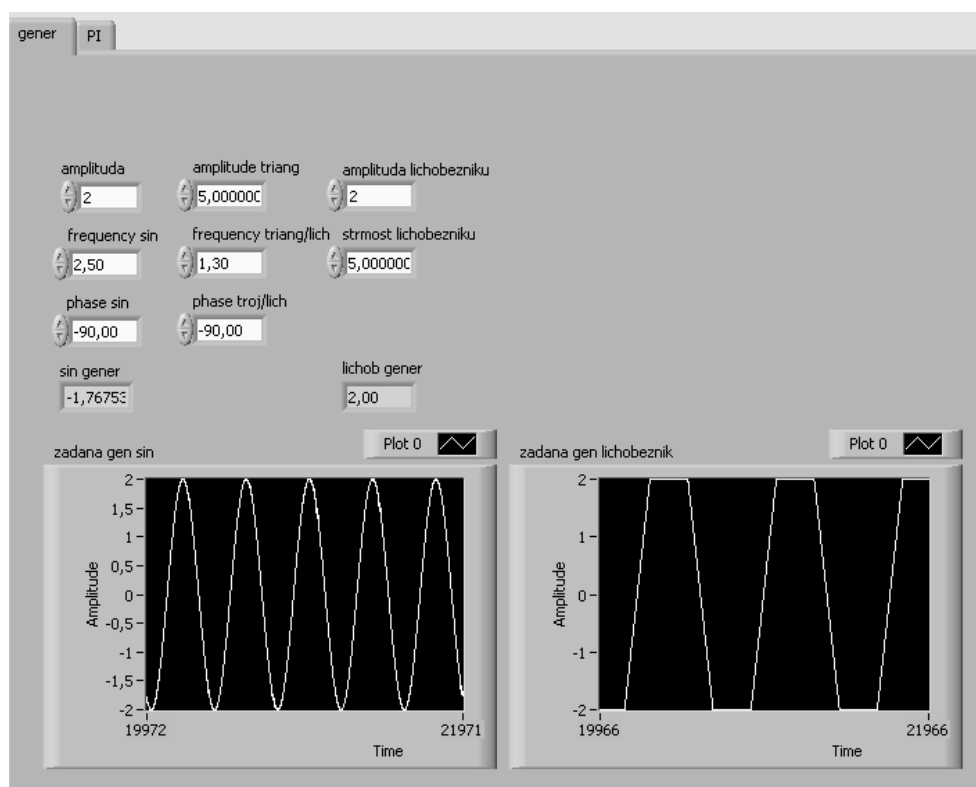 gener PI
amplituda amplitude triang amplituda lichobezniku
2 5,000000 2
frequency sin frequency triang/lich strmost lichobezniku
2,50 1,30 5,000000
phase sin phase troj/lich
-90,00 -90,00
sin gener lichob gener
-1,76753 2,00
zadana gen sin Plot 0 zadana gen lichobeznik Plot 0
2
1,5
1
0,5
0
-0,5
-1
-1,5
-2
Amplitude
19972 21971
Time
2
1
0
-1
-2
Amplitude
19966 21966
Time